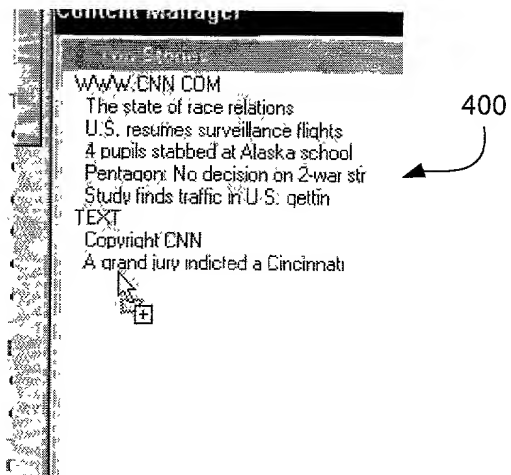 Content Manager
Stories
WWW.CNN.COM
The state of race relations
U.S. resumes surveillance flights
4 pupils stabbed at Alaska school
Pentagon: No decision on 2-war str
Study finds traffic in U.S. gettin
TEXT
Copyright CNN
A grand jury indicted a Cincinnati
400